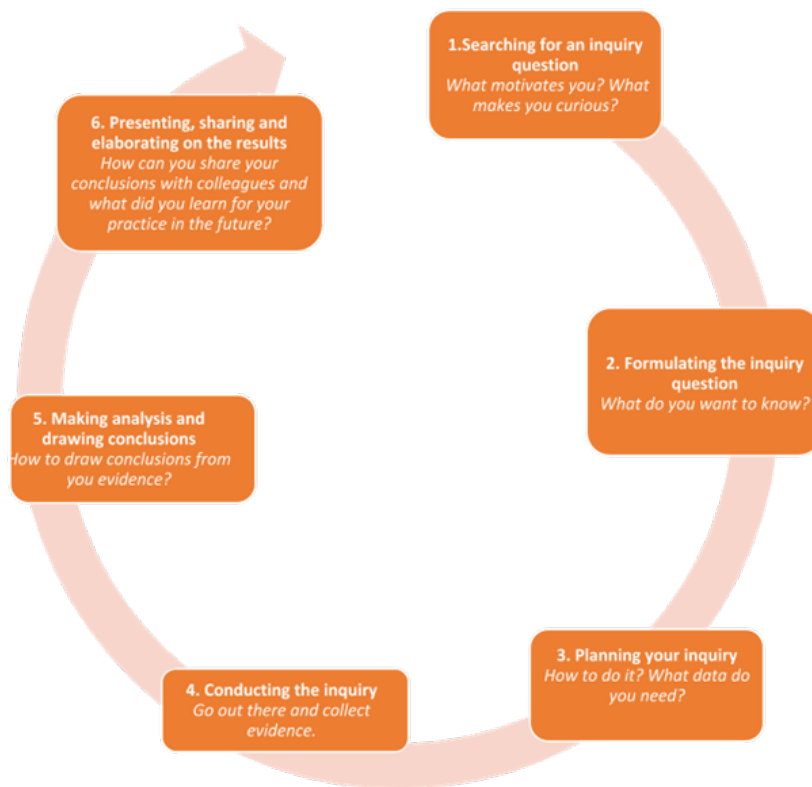 1.Searching for an inquiry
question
What motivates you? What
makes you curious?
2. Formulating the inquiry
question
What do you want to know?
3. Planning your inquiry
How to do it? What data do
you need?
4. Conducting the inquiry
Go out there and collect
evidence.
5. Making analysis and
drawing conclusions
How to draw conclusions from
you evidence?
6. Presenting, sharing and
elaborating on the results
How can you share your
conclusions with colleagues and
what did you learn for your
practice in the future?